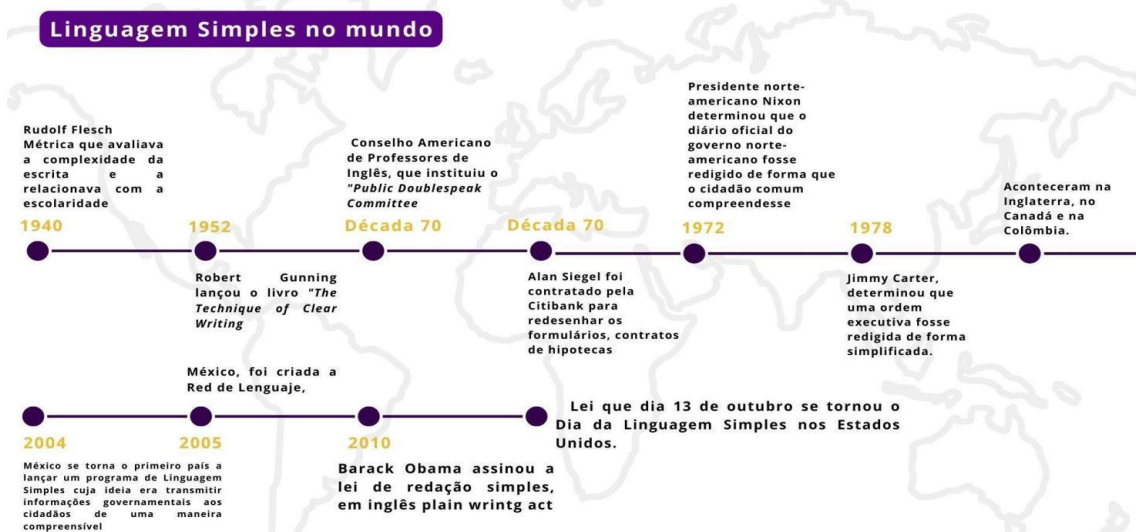 Linguagem Simples no mundo
Rudolf Flesch
Métrica que avaliava
a complexidade da
escrita e a
relacionava com a
escolaridade
1940
1952
Robert Gunning
lançou o livro "The
Technique of Clear
Writing
Conselho Americano
de Professores de
Inglês, que instituiu o
"Public Doublespeak
Committee
Década 70
Década 70
Alan Siegel foi
contratado pela
Citibank para
redesenhar os
formulários, contratos
de hipotecas
Presidente norte-
americano Nixon
determinou que o
diário oficial do
governo norte-
americano fosse
redigido de forma que
o cidadão comum
compreendesse
1972
1978
Jimmy Carter,
determinou que
uma ordem
executiva fosse
redigida de forma
simplificada.
Aconteceram na
Inglaterra, no
Canadá e na
Colômbia.
2004
México se torna o primeiro país a
lançar um programa de Linguagem
Simples cuja ideia era transmitir
informações governamentais aos
cidadãos de uma maneira
compreensível
México, foi criada a
Red de Lenguaje,
2005
2010
Barack Obama assinou a
lei de redação simples,
em inglês plain wrintg act
Lei que dia 13 de outubro se tornou o
Dia da Linguagem Simples nos Estados
Unidos.